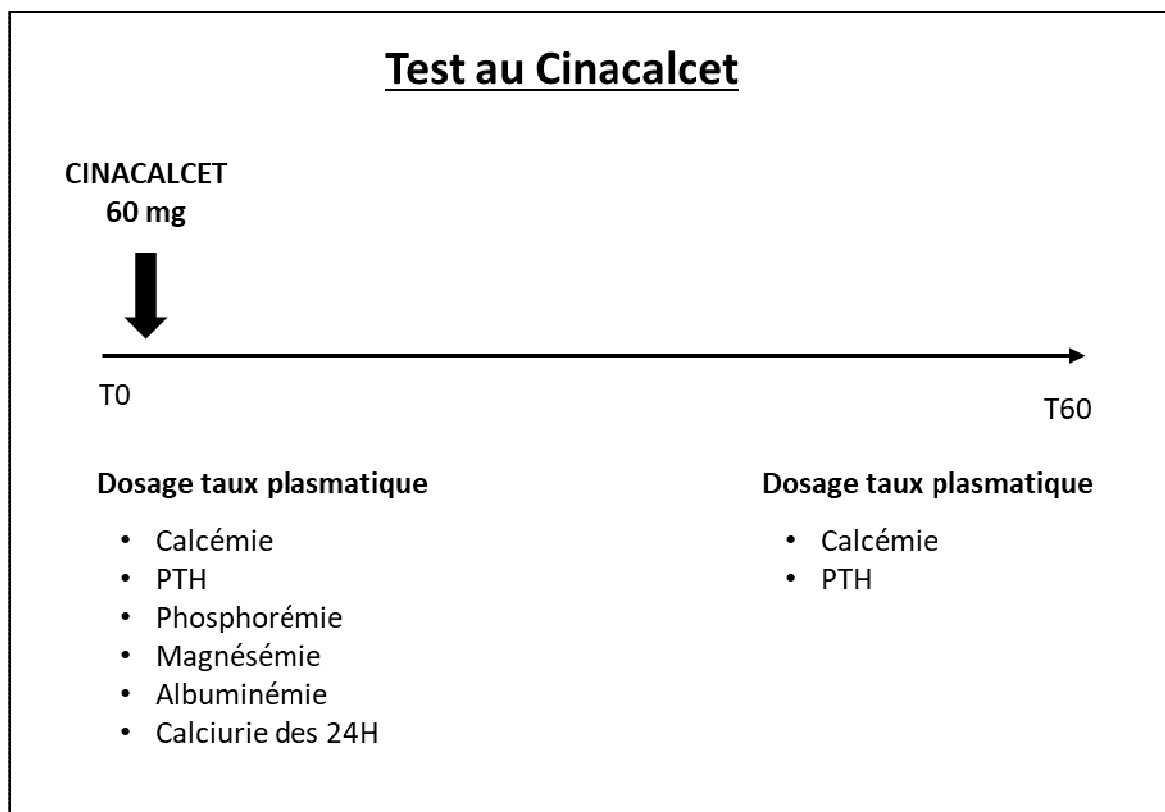 Test au Cinacalcet
CINACALCET
60 mg
T0
T60
Dosage taux plasmatique
• Calcémie
• PTH
• Phosphorémie
• Magnésémie
• Albuminémie
• Calciurie des 24H
Dosage taux plasmatique
• Calcémie
• PTH